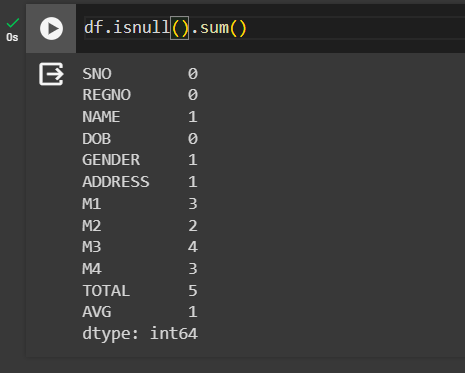 df.isnull().sum()
0s
SNO 0
REGNO 0
NAME 1
DOB 0
GENDER 1
ADDRESS 1
M1 3
M2 2
M3 4
M4 3
TOTAL 5
AVG 1
dtype: int64